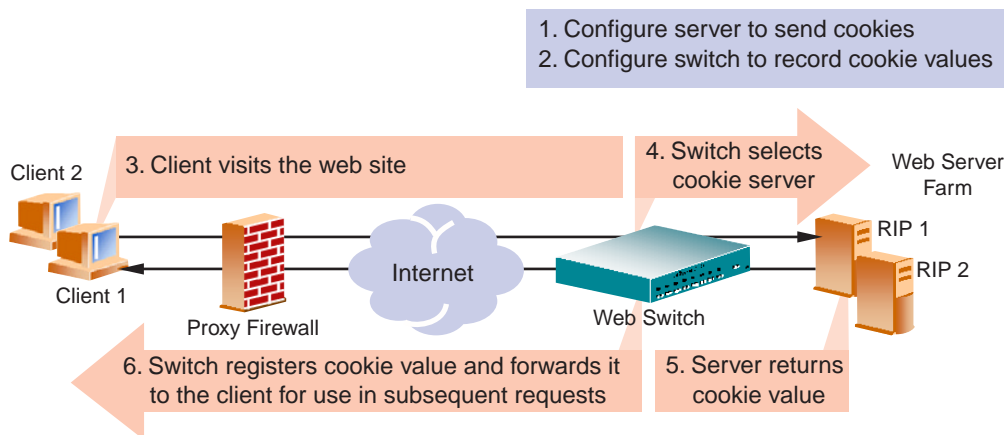 1. Configure server to send cookies
2. Configure switch to record cookie values
3. Client visits the web site
4. Switch selects
cookie server
Web Server
Farm
Client 2
RIP 1
RIP 2
Internet
Client 1
Proxy Firewall
Web Switch
6. Switch registers cookie value and forwards it
to the client for use in subsequent requests
5. Server returns
cookie value